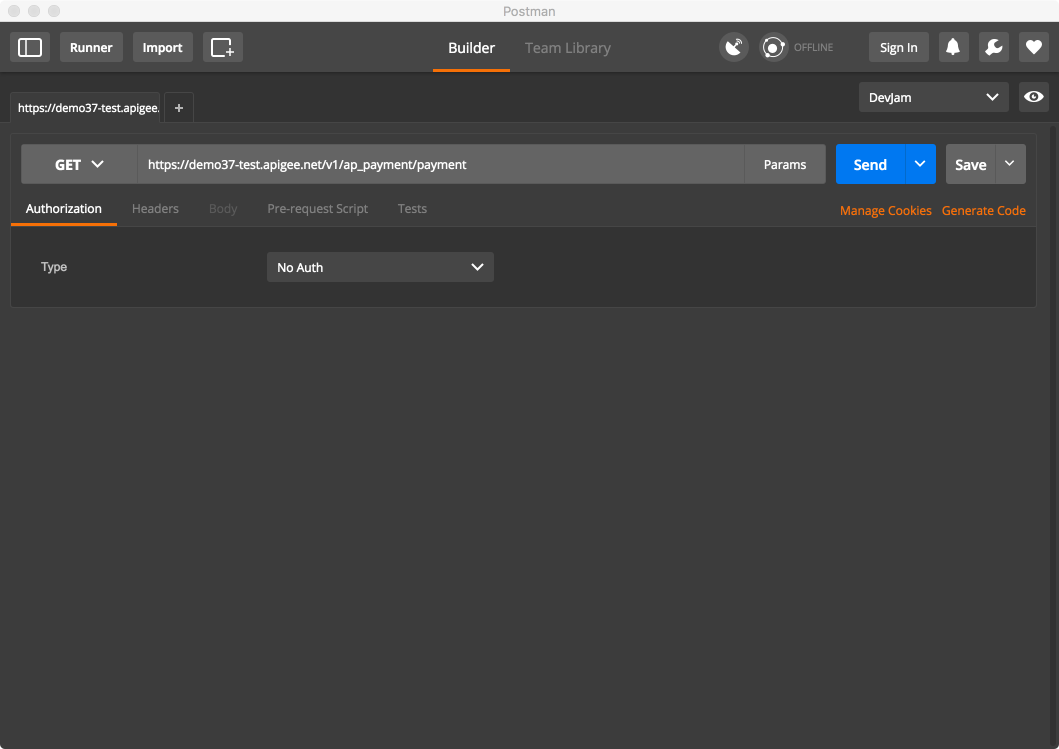 Postman
Runner Import Builder Team Library OFFLINE Sign In
https://demo37-test.apigee. + DevJam
GET https://demo37-test.apigee.net/v1/ap_payment/payment Params Send Save
Authorization Headers Body Pre-request Script Tests Manage Cookies Generate Code
Type No Auth